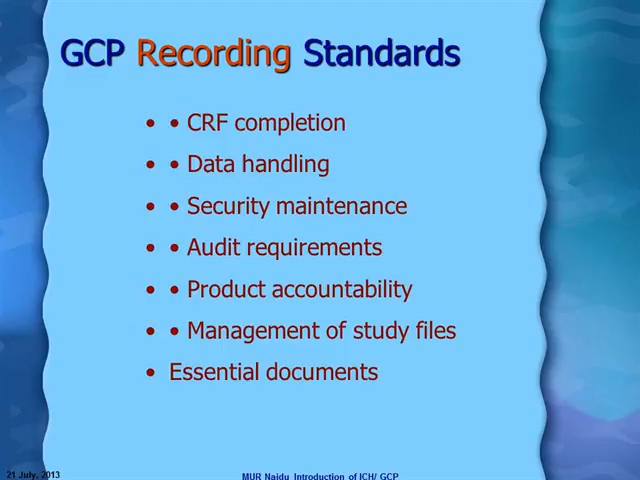 GCP Recording Standards
• • CRF completion
• • Data handling
• • Security maintenance
• • Audit requirements
• • Product accountability
• • Management of study files
• Essential documents
21 July, 2013
MUR Naidu Introduction of ICH/ GCP